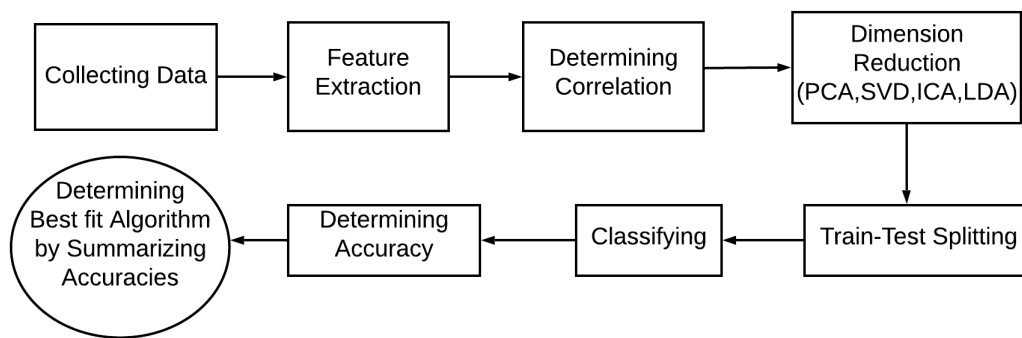 Collecting Data
Feature
Extraction
Determining
Correlation
Dimension
Reduction
(PCA,SVD,ICA,LDA)
Train-Test Splitting
Classifying
Determining
Accuracy
Determining
Best fit Algorithm
by Summarizing
Accuracies